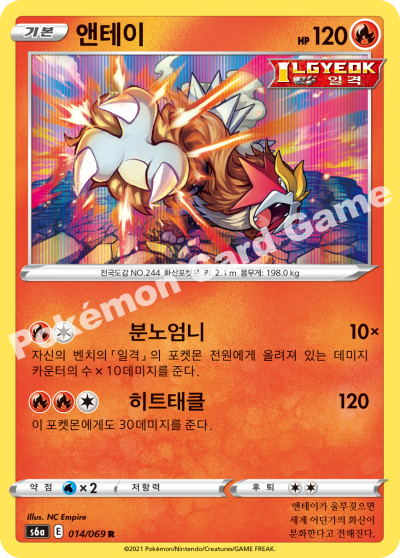 기본 앤테이 HP 120
ILGYEOK
일격
전국도감 NO.244 화산포켓몬 키: 2.1m 몸무게: 198.0kg
분노엄니 10×
자신의 벤치의 「일격」의 포켓몬 전원에게 올려져 있는 데미지
카운터의 수 × 10데미지를 준다.
히트태클 120
이 포켓몬에게도 30데미지를 준다.
약점 ×2 저항력 후퇴
Illus. NC Empire
s6a E 014/069 R
앤테이가 울부짖으면
세계 어딘가의 화산이
분화한다고 전해진다.
©2021 Pokémon/Nintendo/Creatures/GAME FREAK.
Pokémon Card Game